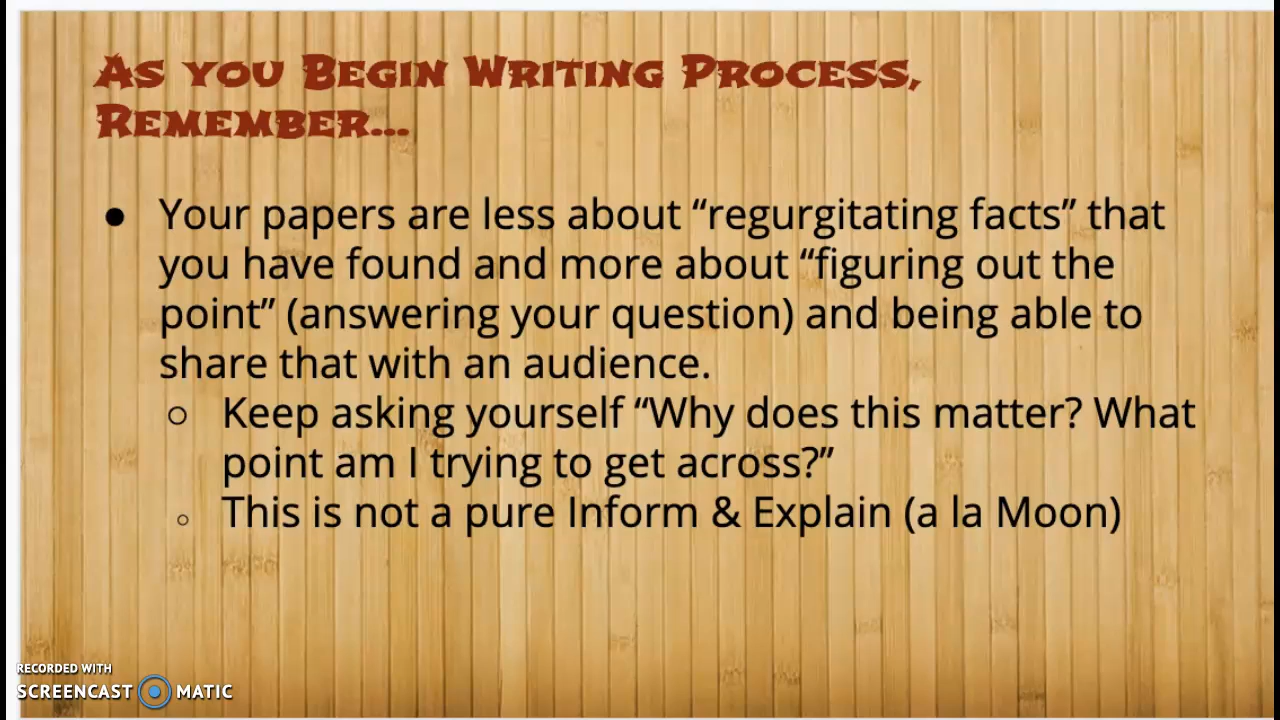 As you Begin Writing Process,
Remember...
● Your papers are less about “regurgitating facts” that
you have found and more about “figuring out the
point” (answering your question) and being able to
share that with an audience.
○ Keep asking yourself “Why does this matter? What
point am I trying to get across?”
○ This is not a pure Inform & Explain (a la Moon)
RECORDED WITH
SCREENCAST MATIC